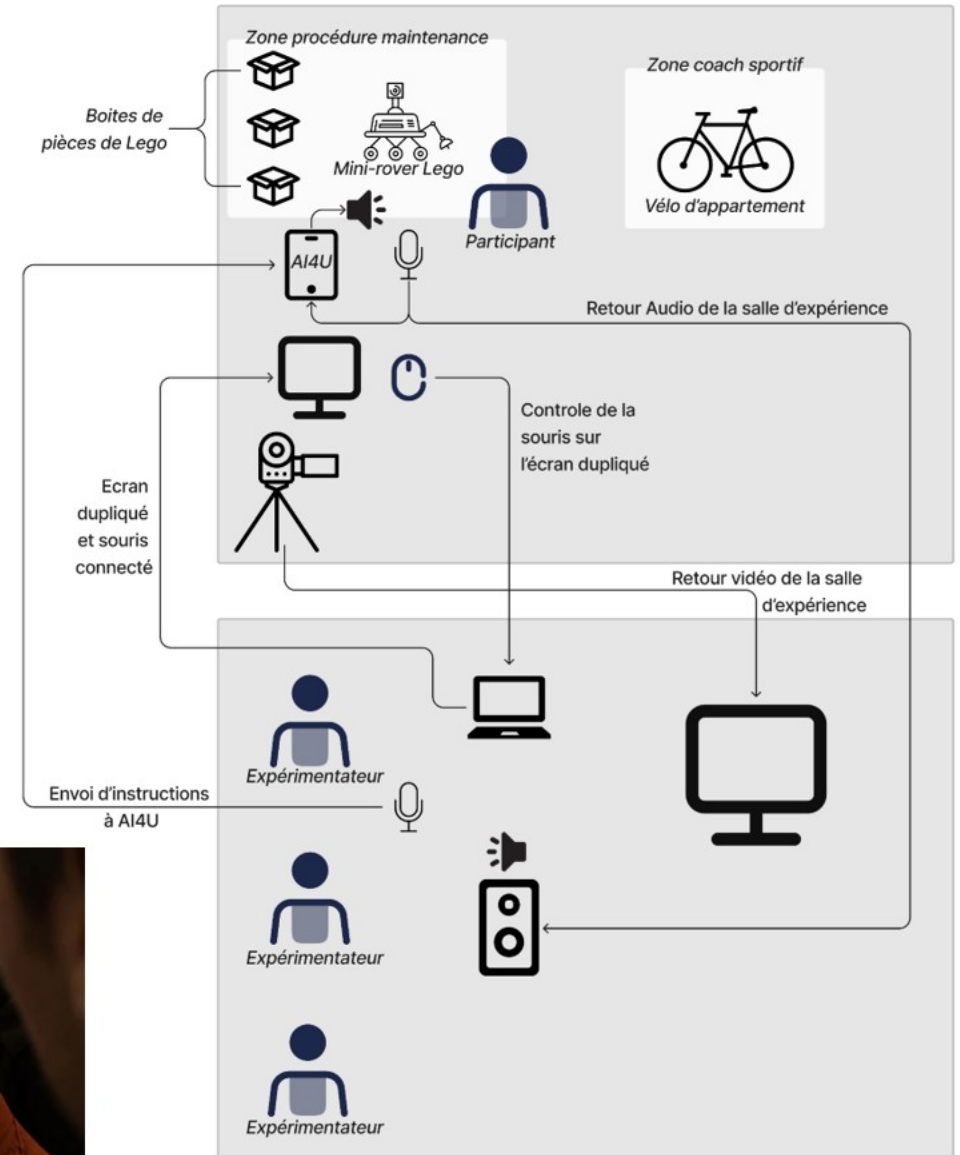 Zone procédure maintenance
Zone coach sportif
Boites de
pièces de Lego
Mini-rover Lego
Vélo d'appartement
Participant
AI4U
Retour Audio de la salle d'expérience
Controle de la
souris sur
l'écran dupliqué
Ecran
dupliqué
et souris
connecté
Retour vidéo de la salle
d'expérience
Expérimentateur
Envoi d'instructions
à AI4U
Expérimentateur
Expérimentateur